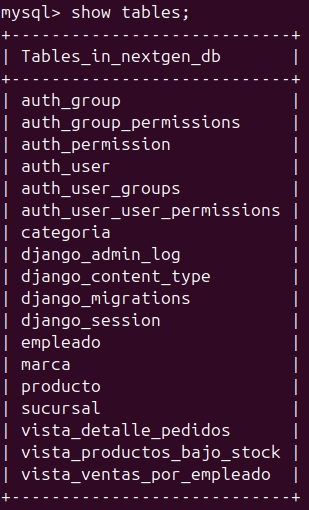 mysql> show tables;
+-----------------------------+
| Tables_in_nextgen_db        |
+-----------------------------+
| auth_group                  |
| auth_group_permissions      |
| auth_permission             |
| auth_user                   |
| auth_user_groups            |
| auth_user_user_permissions  |
| categoria                   |
| django_admin_log            |
| django_content_type         |
| django_migrations           |
| django_session              |
| empleado                    |
| marca                       |
| producto                    |
| sucursal                    |
| vista_detalle_pedidos       |
| vista_productos_bajo_stock  |
| vista_ventas_por_empleado   |
+-----------------------------+